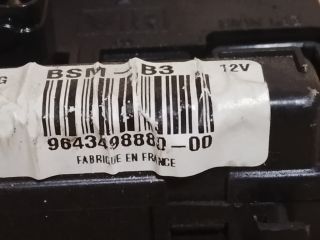 BSM-B3 12V
9643498880-00
FABRIQUE EN FRANCE